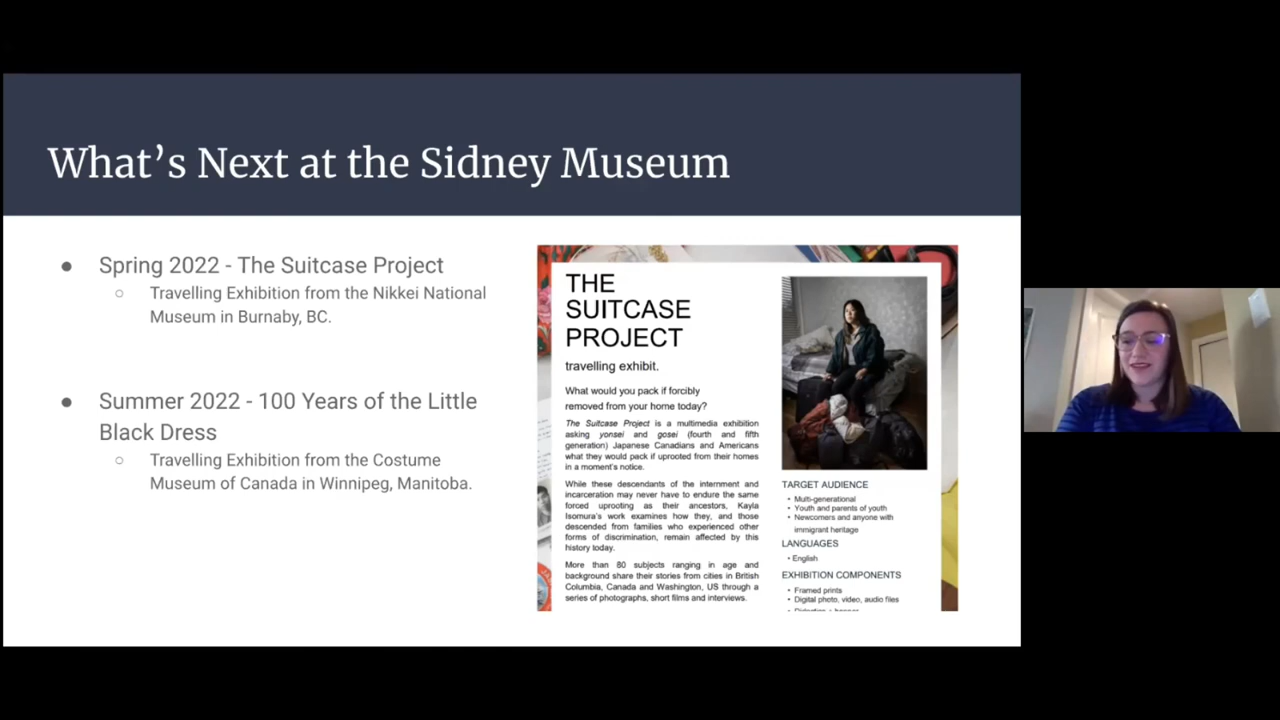 What's Next at the Sidney Museum
● Spring 2022 - The Suitcase Project
○ Travelling Exhibition from the Nikkei National
Museum in Burnaby, BC.
● Summer 2022 - 100 Years of the Little
Black Dress
○ Travelling Exhibition from the Costume
Museum of Canada in Winnipeg, Manitoba.
THE
SUITCASE
PROJECT
travelling exhibit.
What would you pack if forcibly
removed from your home today?
The Suitcase Project is a multimedia exhibition
asking yonsei and gosei (fourth and fifth
generation) Japanese Canadians and Americans
what they would pack if uprooted from their homes
in a moment's notice.
While these descendants of the internment and
incarceration may never have to endure the same
forced uprooting as their ancestors, Kayla
Isomura's work examines how they, and those
descended from families who experienced other
forms of discrimination, remain affected by this
history today.
More than 80 subjects ranging in age and
background share their stories from cities in British
Columbia, Canada and Washington, US through a
series of photographs, short films and interviews.
TARGET AUDIENCE
• Multi-generational
• Youth and parents of youth
• Newcomers and anyone with
immigrant heritage
LANGUAGES
• English
EXHIBITION COMPONENTS
• Framed prints
• Digital photo, video, audio files